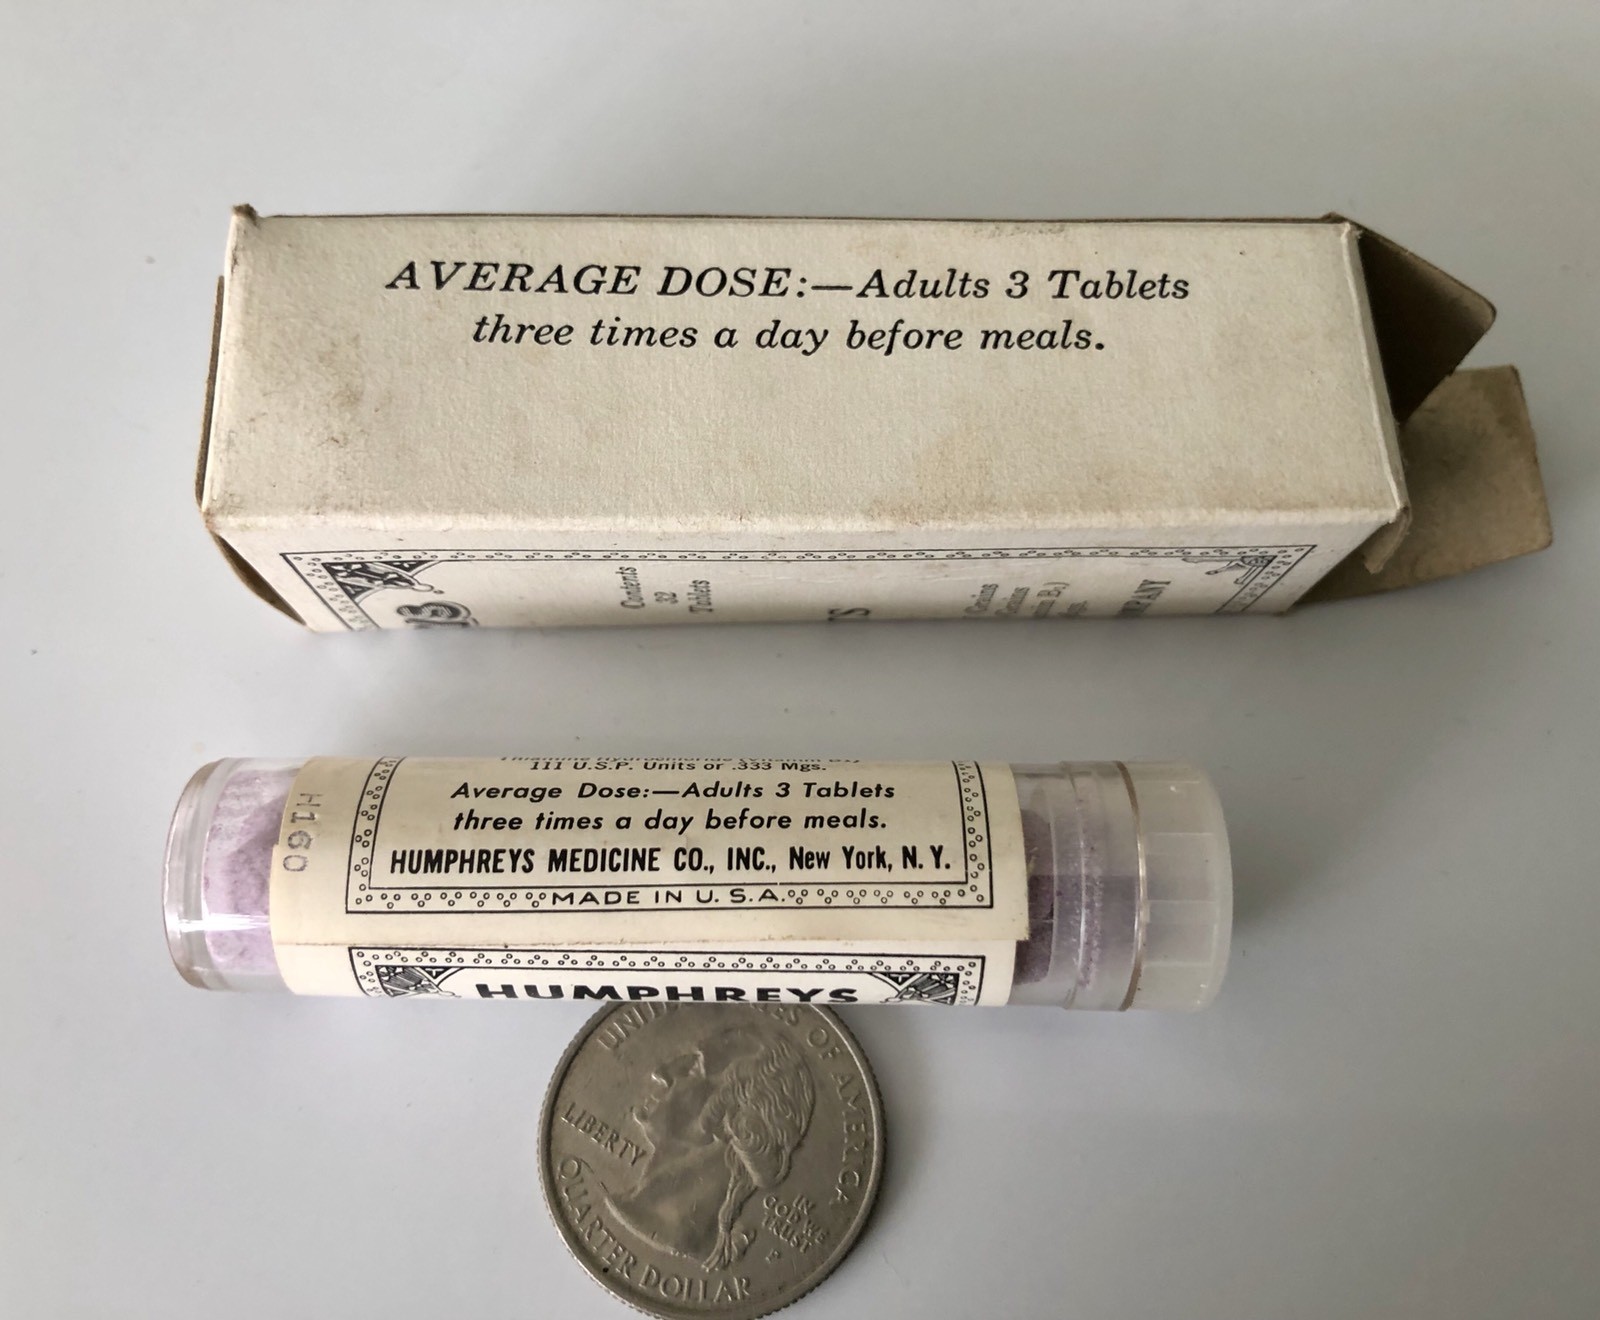 AVERAGE DOSE:—Adults 3 Tablets
three times a day before meals.
Contents
32
Tablets
111 U.S.P. Units or .333 Mgs.
Average Dose:—Adults 3 Tablets
three times a day before meals.
HUMPHREYS MEDICINE CO., INC., New York, N. Y.
MADE IN U. S. A.
H160
HUMPHREYS
UNITED STATES OF AMERICA
LIBERTY
IN
GOD WE
TRUST
P
QUARTER DOLLAR